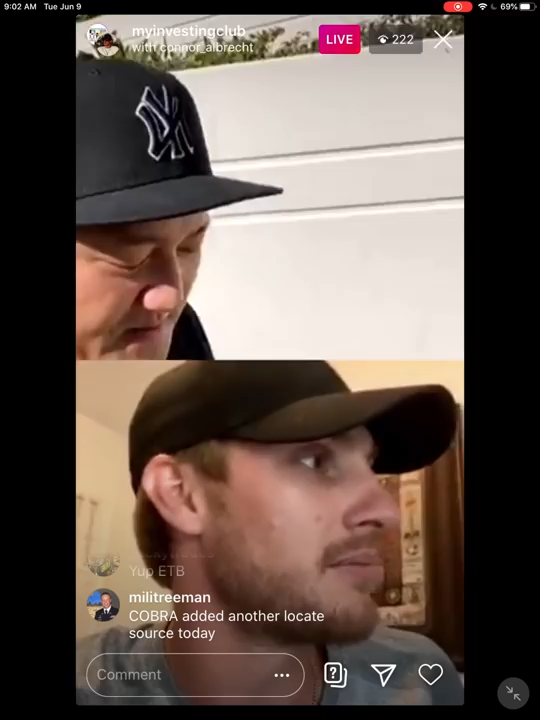 9:02 AM Tue Jun 9
69%
myinvestingclub
with connor_albrecht
LIVE
222
NY
Yup ETB
militreeman
COBRA added another locate
source today
Comment